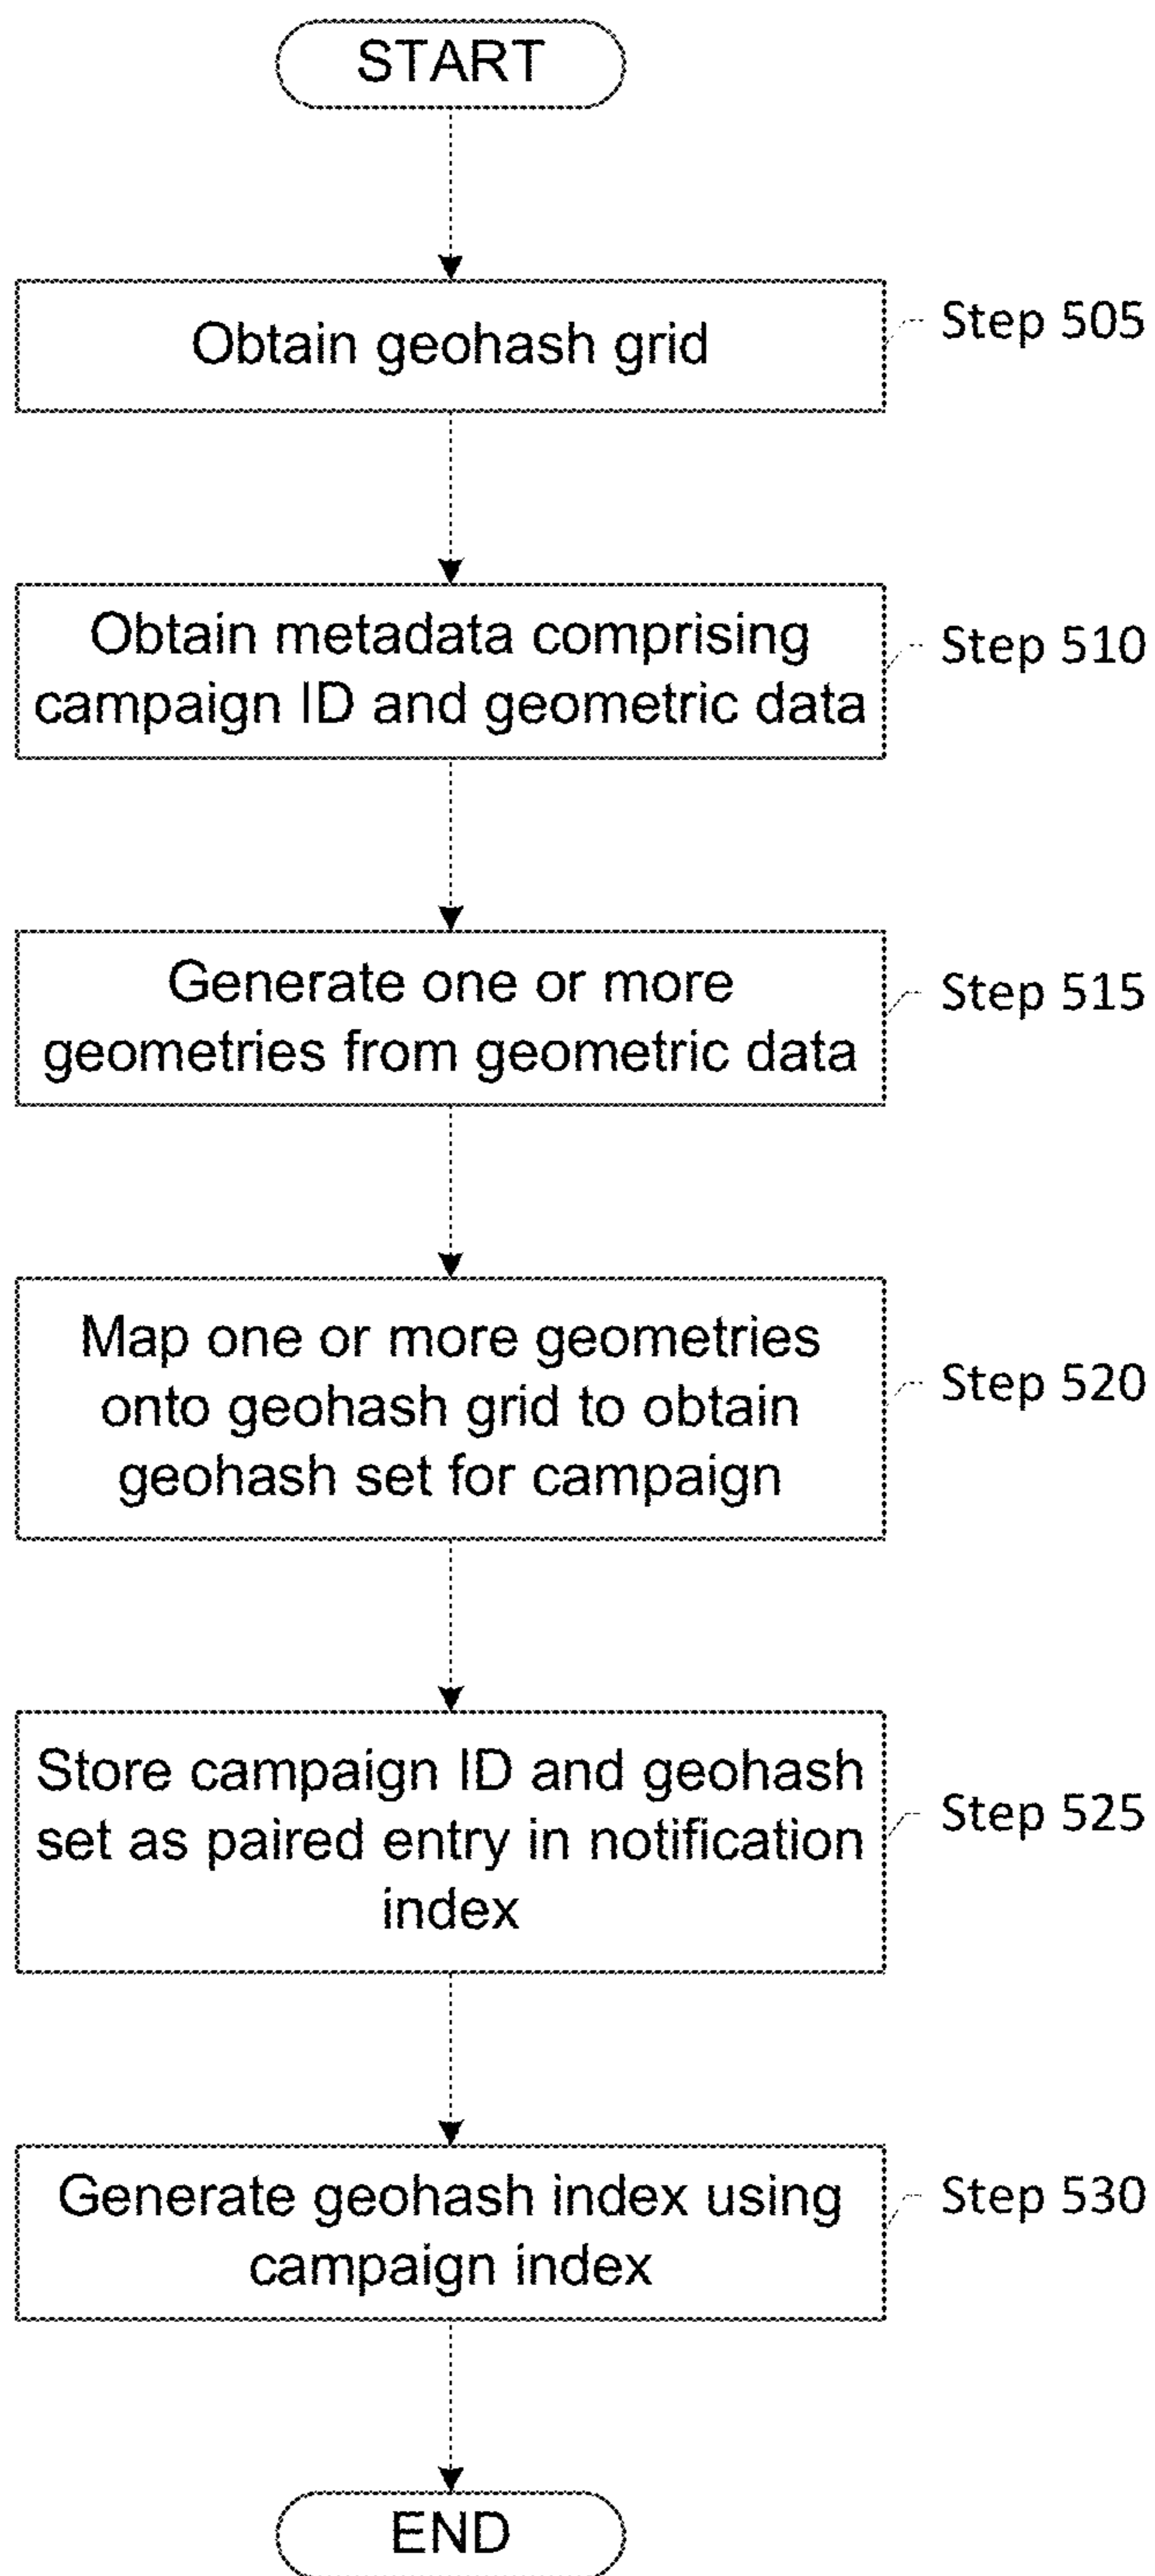 START
Obtain geohash grid
Step 505
Obtain metadata comprising
campaign ID and geometric data
Step 510
Generate one or more
geometries from geometric data
Step 515
Map one or more geometries
onto geohash grid to obtain
geohash set for campaign
Step 520
Store campaign ID and geohash
set as paired entry in notification
index
Step 525
Generate geohash index using
campaign index
Step 530
END